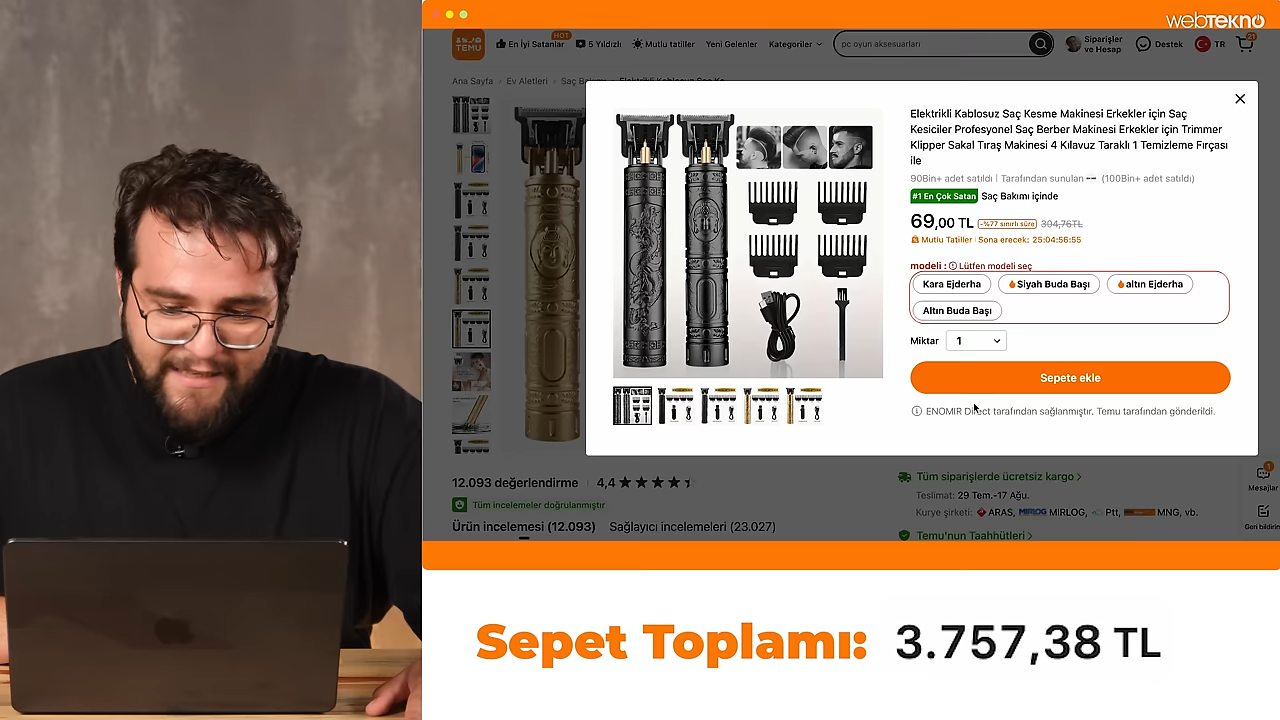 webtekno
TEMU
En İyi Satanlar
HOT
5 Yıldızlı
Mutlu tatiller
Yeni Gelenler
Kategoriler
pc oyun aksesuarları
Siparişler
ve Hesap
Destek
TR
21
Ana Sayfa › Ev Aletleri ›
Elektrikli Kablosuz Saç Kesme Makinesi Erkekler için Saç
Kesiciler Profesyonel Saç Berber Makinesi Erkekler için Trimmer
Klipper Sakal Tıraş Makinesi 4 Kılavuz Taraklı 1 Temizleme Fırçası
ile
90Bin+ adet satıldı | Tarafından sunulan -- (100Bin+ adet satıldı)
#1 En Çok Satan Saç Bakımı içinde
69,00 TL -%77 sınırlı süre 304,76TL
Mutlu Tatiller | Sona erecek: 25:04:56:55
modeli : Lütfen modeli seç
Kara Ejderha
Siyah Buda Başı
altın Ejderha
Altın Buda Başı
Miktar 1
Sepete ekle
ENOMIR Direct tarafından sağlanmıştır. Temu tarafından gönderildi.
12.093 değerlendirme | 4,4
Tüm incelemeler doğrulanmıştır
Ürün incelemesi (12.093) Sağlayıcı incelemeleri (23.027)
Tüm siparişlerde ücretsiz kargo >
Teslimat: 29 Tem.-17 Ağu.
Kurye şirketi: ARAS, MIRLOG, Ptt, MNG, vb.
Temu'nun Taahhütleri >
1
Mesajlar
Geri bildirim
Sepet Toplamı: 3.757,38 TL